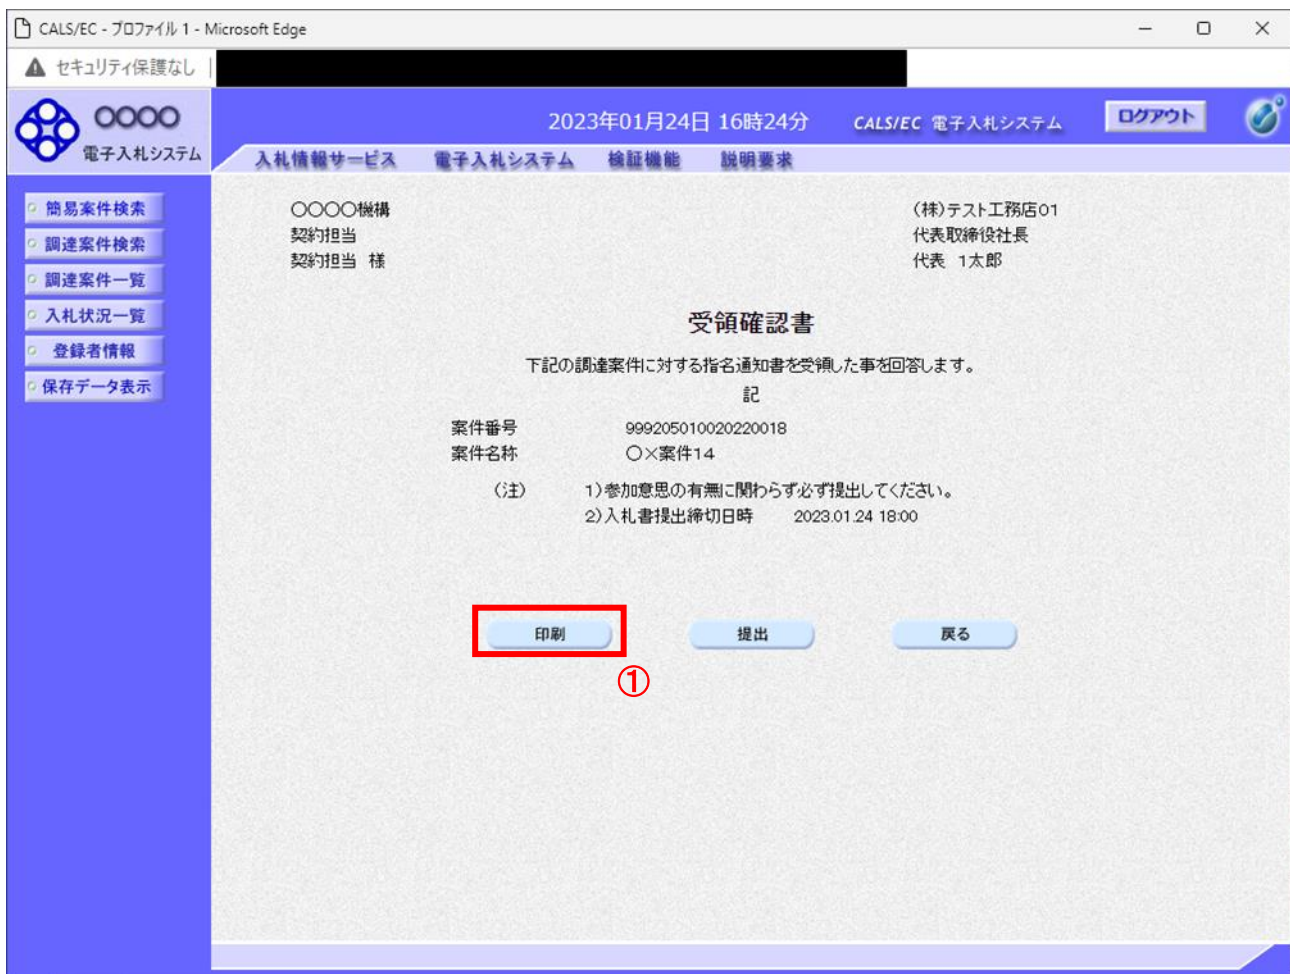 CALS/EC - プロファイル 1 - Microsoft Edge
セキュリティ保護なし
〇〇〇〇
電子入札システム
2023年01月24日 16時24分
CALS/EC 電子入札システム
ログアウト
入札情報サービス 電子入札システム 検証機能 説明要求
簡易案件検索
調達案件検索
調達案件一覧
入札状況一覧
登録者情報
保存データ表示
〇〇〇〇機構
契約担当
契約担当 様
(株)テスト工務店01
代表取締役社長
代表 1太郎
受領確認書
下記の調達案件に対する指名通知書を受領した事を回答します。
記
案件番号 999205010020220018
案件名称 〇×案件14
(注) 1)参加意思の有無に関わらず必ず提出してください。
2)入札書提出締切日時 2023.01.24 18:00
印刷 提出 戻る
①